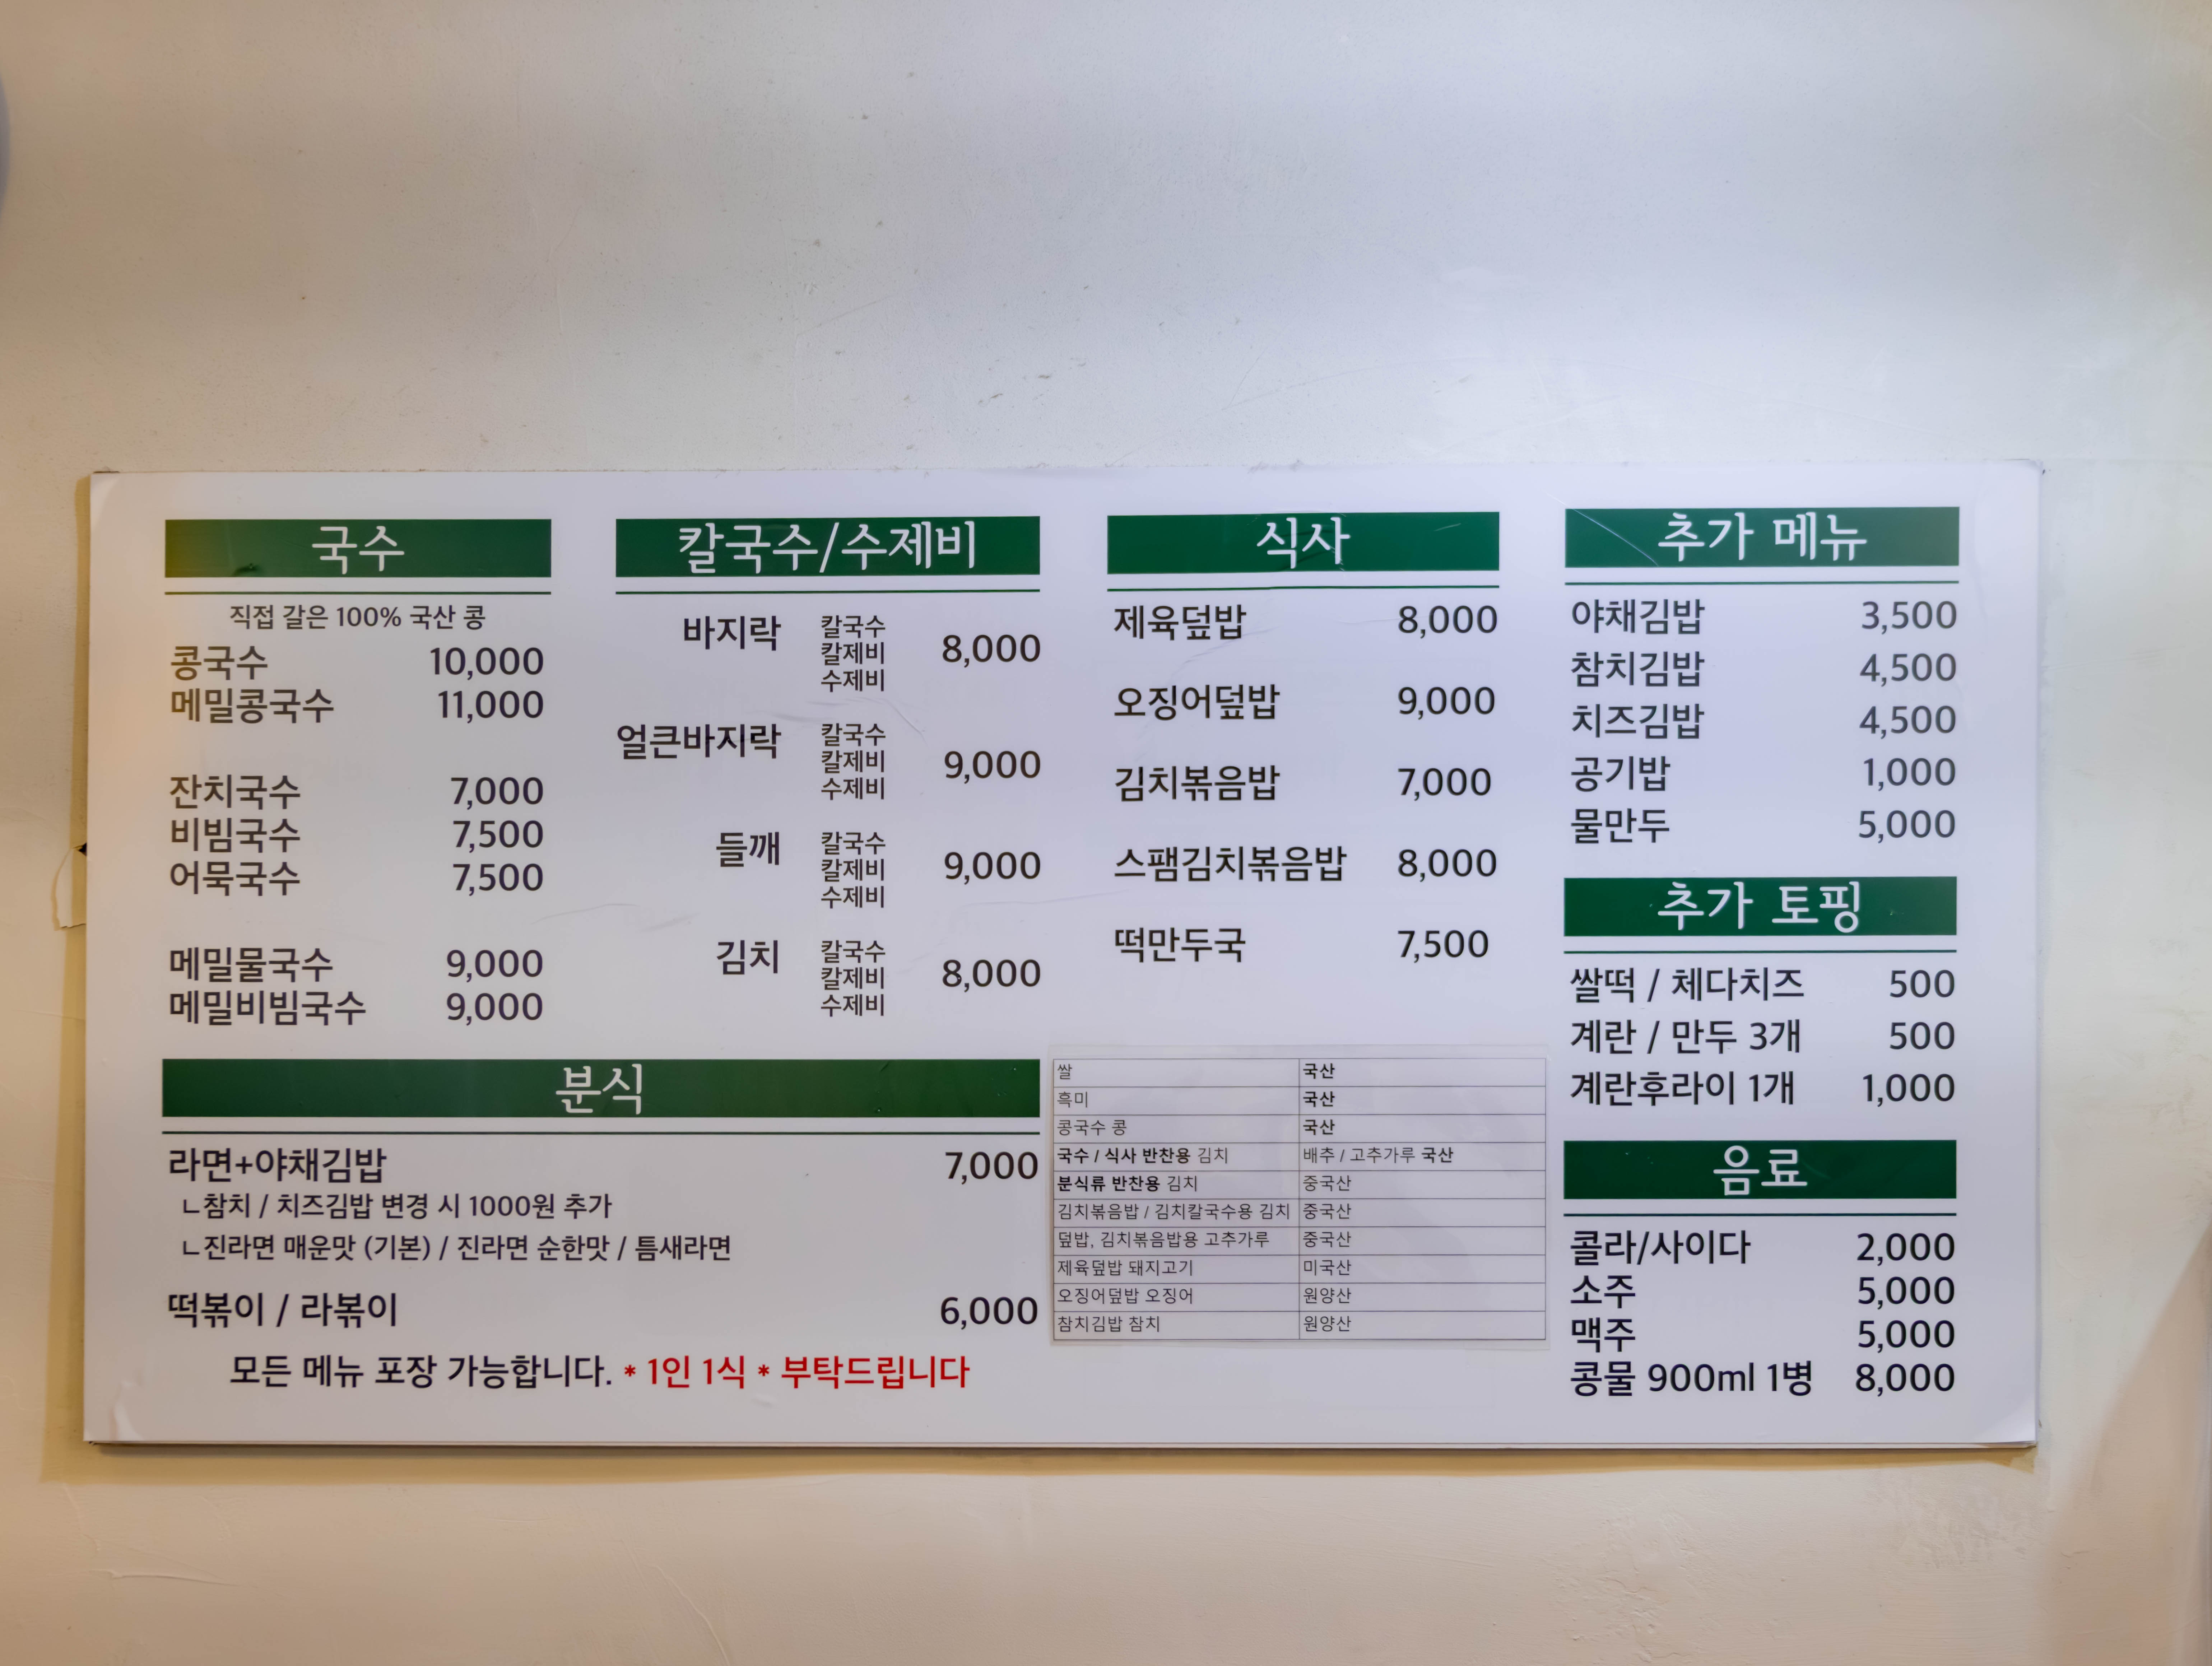 국수
직접 갈은 100% 국산 콩
콩국수 10,000
메밀콩국수 11,000
잔치국수 7,000
비빔국수 7,500
어묵국수 7,500
메밀물국수 9,000
메밀비빔국수 9,000
칼국수/수제비
바지락 칼국수
칼제비 8,000
수제비
얼큰바지락 칼국수
칼제비 9,000
수제비
들깨 칼국수
칼제비 9,000
수제비
김치 칼국수
칼제비 8,000
수제비
식사
제육덮밥 8,000
오징어덮밥 9,000
김치볶음밥 7,000
스팸김치볶음밥 8,000
떡만두국 7,500
추가 메뉴
야채김밥 3,500
참치김밥 4,500
치즈김밥 4,500
공기밥 1,000
물만두 5,000
추가 토핑
쌀떡 / 체다치즈 500
계란 / 만두 3개 500
계란후라이 1개 1,000
음료
콜라/사이다 2,000
소주 5,000
맥주 5,000
콩물 900ml 1병 8,000
분식
라면+야채김밥 7,000
ㄴ참치 / 치즈김밥 변경 시 1000원 추가
ㄴ진라면 매운맛 (기본) / 진라면 순한맛 / 틈새라면
떡볶이 / 라볶이 6,000
모든 메뉴 포장 가능합니다. * 1인 1식 * 부탁드립니다
쌀 국산
흑미 국산
콩국수 콩 국산
국수 / 식사 반찬용 김치 배추 / 고추가루 국산
분식류 반찬용 김치 중국산
김치볶음밥 / 김치칼국수용 김치 중국산
덮밥, 김치볶음밥용 고추가루 중국산
제육덮밥 돼지고기 미국산
오징어덮밥 오징어 원양산
참치김밥 참치 원양산